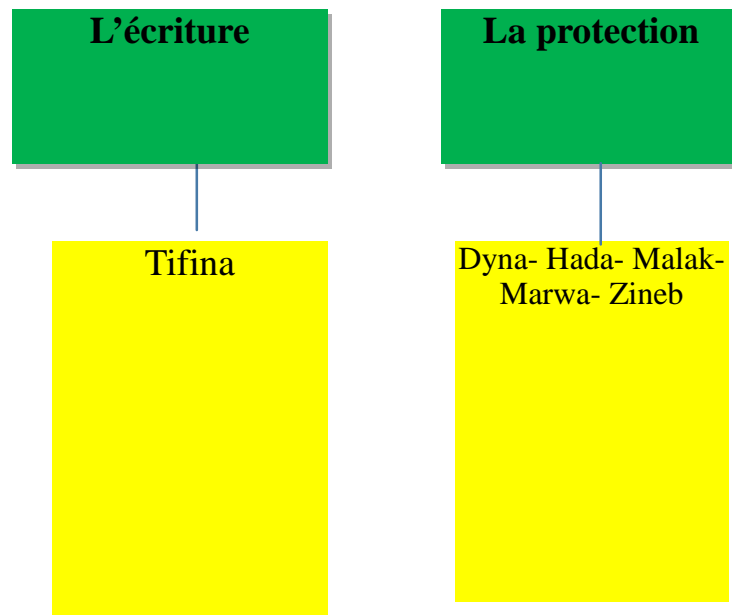 L’écriture
Tifina
La protection
Dyna- Hada- Malak-
Marwa- Zineb